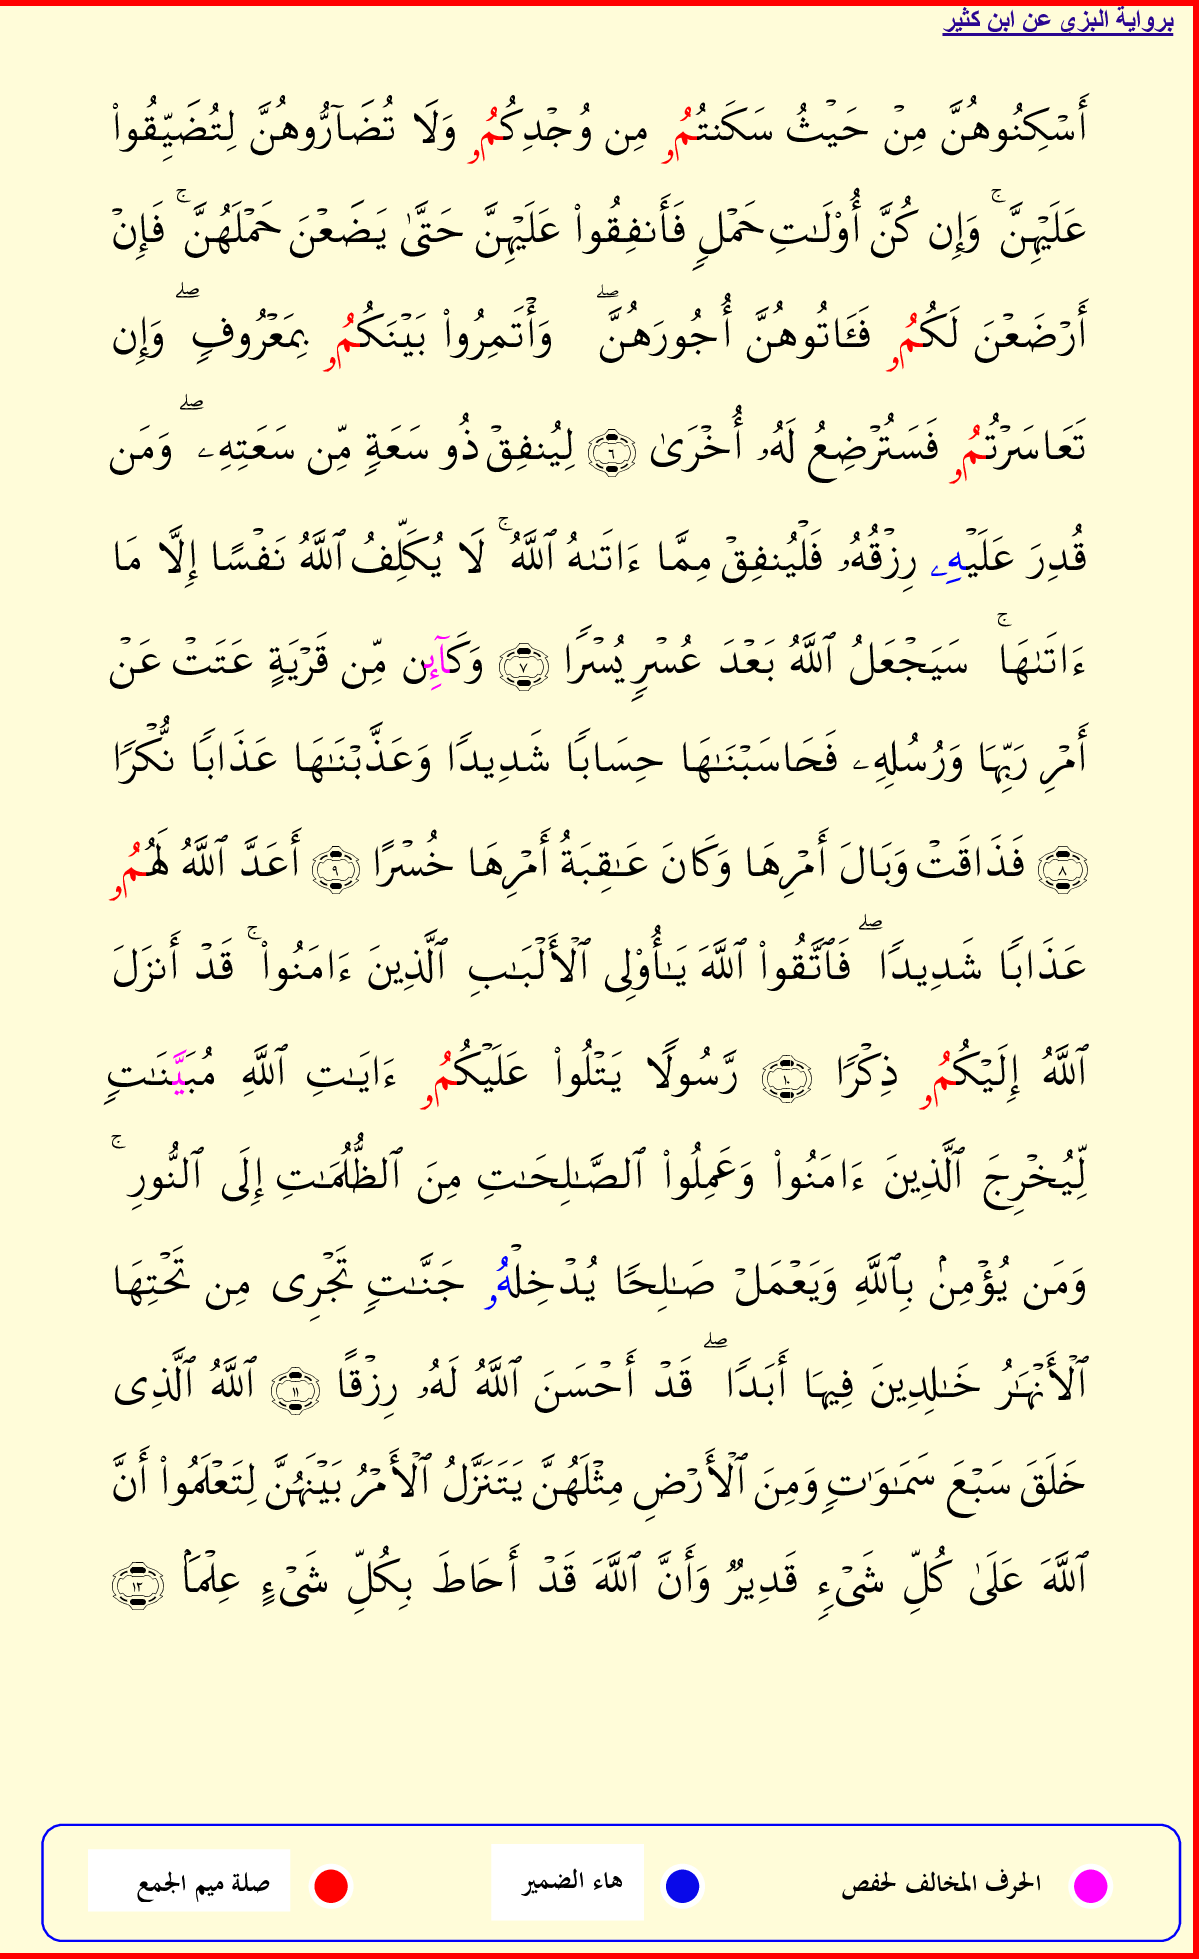 برواية البزي عن ابن كثير
أَسۡكِنُوهُنَّ مِنۡ حَيۡثُ سَكَنتُمُۥ مِن وُجۡدِكُمُۥ وَلَا تُضَآرُّوهُنَّ لِتُضَيِّقُواْ
عَلَيۡهِنَّۚ وَإِن كُنَّ أُوْلَـٰتِ حَمۡلٖ فَأَنفِقُواْ عَلَيۡهِنَّ حَتَّىٰ يَضَعۡنَ حَمۡلَهُنَّۚ فَإِنۡ
أَرۡضَعۡنَ لَكُمُۥ فَـَٔاتُوهُنَّ أُجُورَهُنَّۖ وَأۡتَمِرُواْ بَيۡنَكُمُۥ بِمَعۡرُوفٖۖ وَإِن
تَعَاسَرۡتُمُۥ فَسَتُرۡضِعُ لَهُۥ أُخۡرَىٰ ٦ لِيُنفِقۡ ذُو سَعَةٖ مِّن سَعَتِهِۦۖ وَمَن
قُدِرَ عَلَيۡهِۦ رِزۡقُهُۥ فَلۡيُنفِقۡ مِمَّا ءَاتَىٰهُ ٱللَّهُۚ لَا يُكَلِّفُ ٱللَّهُ نَفۡسًا إِلَّا مَا
ءَاتَىٰهَاۚ سَيَجۡعَلُ ٱللَّهُ بَعۡدَ عُسۡرٖ يُسۡرٗا ٧ وَكَآئِن مِّن قَرۡيَةٍ عَتَتۡ عَنۡ
أَمۡرِ رَبِّهَا وَرُسُلِهِۦ فَحَاسَبۡنَـٰهَا حِسَابٗا شَدِيدٗا وَعَذَّبۡنَـٰهَا عَذَابٗا نُّكۡرٗا
٨ فَذَاقَتۡ وَبَالَ أَمۡرِهَا وَكَانَ عَـٰقِبَةُ أَمۡرِهَا خُسۡرًا ٩ أَعَدَّ ٱللَّهُ لَهُمُۥ
عَذَابٗا شَدِيدٗاۖ فَٱتَّقُواْ ٱللَّهَ يَـٰٓأُوْلِي ٱلۡأَلۡبَـٰبِ ٱلَّذِينَ ءَامَنُواْۚ قَدۡ أَنزَلَ
ٱللَّهُ إِلَيۡكُمُۥ ذِكۡرٗا ١٠ رَّسُولٗا يَتۡلُواْ عَلَيۡكُمُۥ ءَايَـٰتِ ٱللَّهِ مُبَيَّنَـٰتٖ
لِّيُخۡرِجَ ٱلَّذِينَ ءَامَنُواْ وَعَمِلُواْ ٱلصَّـٰلِحَـٰتِ مِنَ ٱلظُّلُمَـٰتِ إِلَى ٱلنُّورِۚ
وَمَن يُؤۡمِنۢ بِٱللَّهِ وَيَعۡمَلۡ صَـٰلِحٗا يُدۡخِلۡهُۥ جَنَّـٰتٖ تَجۡرِي مِن تَحۡتِهَا
ٱلۡأَنۡهَـٰرُ خَـٰلِدِينَ فِيهَا أَبَدٗاۖ قَدۡ أَحۡسَنَ ٱللَّهُ لَهُۥ رِزۡقًا ١١ ٱللَّهُ ٱلَّذِي
خَلَقَ سَبۡعَ سَمَـٰوَٰتٖ وَمِنَ ٱلۡأَرۡضِ مِثۡلَهُنَّ يَتَنَزَّلُ ٱلۡأَمۡرُ بَيۡنَهُنَّ لِتَعۡلَمُواْ أَنَّ
ٱللَّهَ عَلَىٰ كُلِّ شَيۡءٖ قَدِيرٞ وَأَنَّ ٱللَّهَ قَدۡ أَحَاطَ بِكُلِّ شَيۡءٍ عِلۡمَۢا ١٢
الحرف المخالف لحفص هاء الضمير صلة ميم الجمع